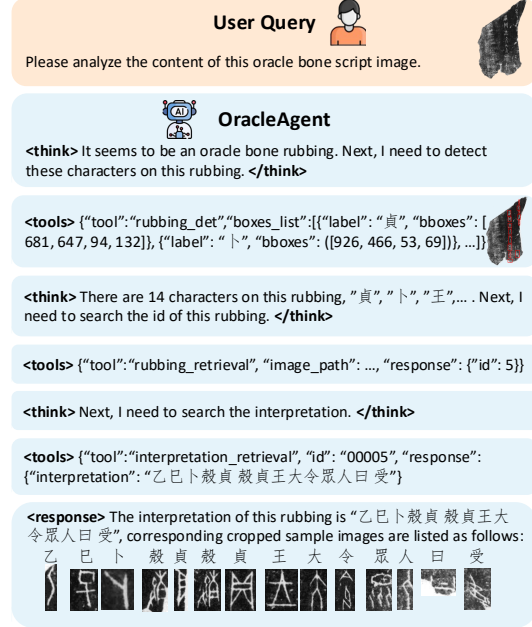 User Query
Please analyze the content of this oracle bone script image.
OracleAgent
<think> It seems to be an oracle bone rubbing. Next, I need to detect
these characters on this rubbing. </think>
<tools> {“tool”:“rubbing_det”,“boxes_list”:[{“label”: “貞”, “bboxes”: [
681, 647, 94, 132]}, {“label”: “卜”, “bboxes”: ([926, 466, 53, 69])}, …]}
<think> There are 14 characters on this rubbing, ”貞”, ”卜”, ”王”,… . Next, I
need to search the id of this rubbing. </think>
<tools> {“tool”:“rubbing_retrieval”, “image_path”: …, “response”: {”id”: 5}}
<think> Next, I need to search the interpretation. </think>
<tools> {“tool”:“interpretation_retrieval”, “id”: “00005”, “response”:
{“interpretation”: “乙巳卜㱿貞 㱿貞王大令眾人曰 受”}
<response> The interpretation of this rubbing is “乙巳卜㱿貞 㱿貞王大
令眾人曰 受”, corresponding cropped sample images are listed as follows:
乙 巳 卜 㱿 貞 㱿 貞 王 大 令 眾 人 曰 受